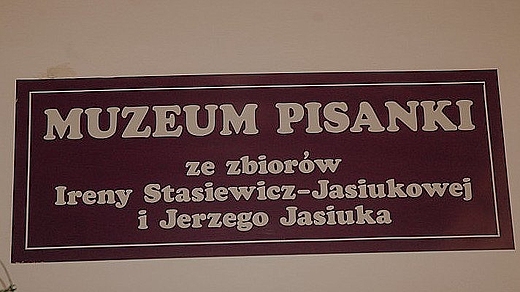 MUZEUM PISANKI
ze zbiorów
Ireny Stasiewicz-Jasiukowej
i Jerzego Jasiuka